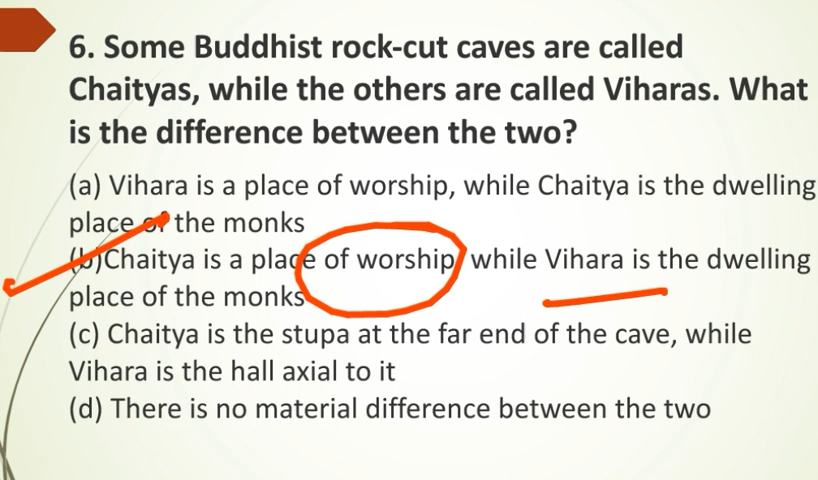 6. Some Buddhist rock-cut caves are called
Chaityas, while the others are called Viharas. What
is the difference between the two?
(a) Vihara is a place of worship, while Chaitya is the dwelling
place of the monks
(b)Chaitya is a place of worship, while Vihara is the dwelling
place of the monks
(c) Chaitya is the stupa at the far end of the cave, while
Vihara is the hall axial to it
(d) There is no material difference between the two